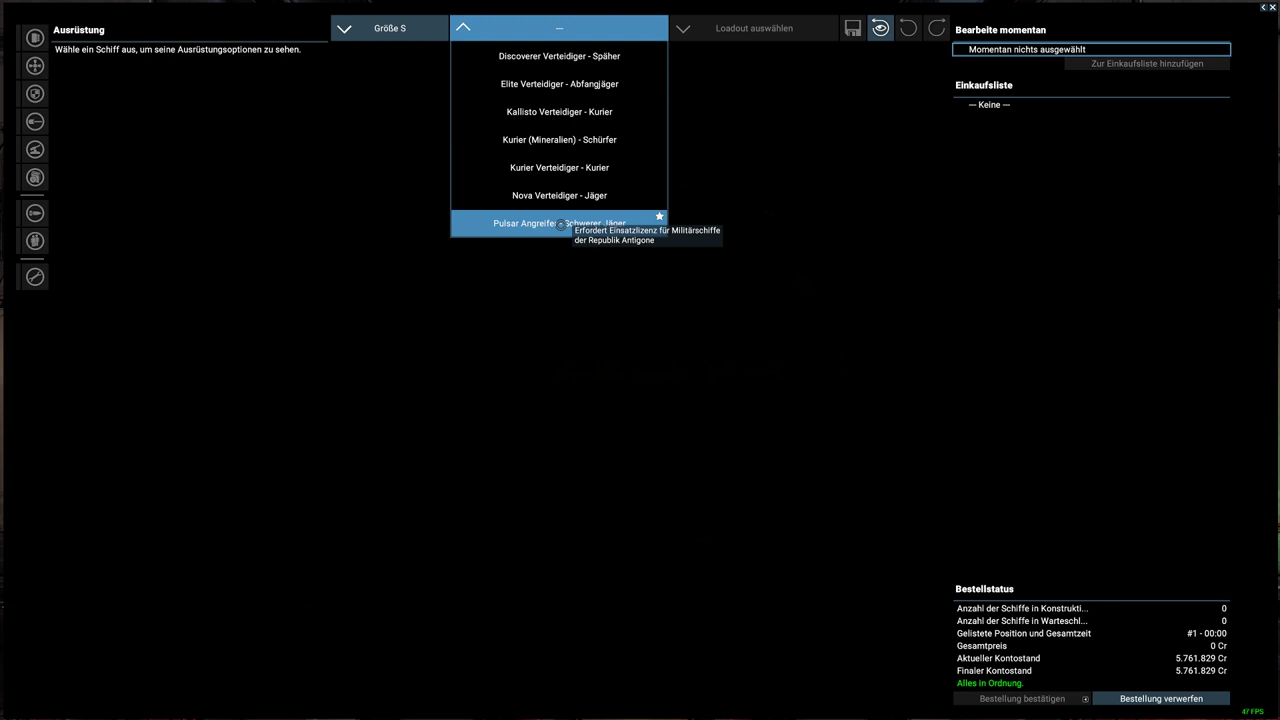 Ausrüstung
Wähle ein Schiff aus, um seine Ausrüstungsoptionen zu sehen.
Größe S
---
Discoverer Verteidiger - Späher
Elite Verteidiger - Abfangjäger
Kallisto Verteidiger - Kurier
Kurier (Mineralien) - Schürfer
Kurier Verteidiger - Kurier
Nova Verteidiger - Jäger
Pulsar Angreifer - Schwerer Jäger
Erfordert Einsatzlizenz für Militärschiffe
der Republik Antigone
Loadout auswählen
Bearbeite momentan
Momentan nichts ausgewählt
Zur Einkaufsliste hinzufügen
Einkaufsliste
--- Keine ---
Bestellstatus
Anzahl der Schiffe in Konstrukti... 0
Anzahl der Schiffe in Warteschl... 0
Gelistete Position und Gesamtzeit #1 - 00:00
Gesamtpreis 0 Cr
Aktueller Kontostand 5.761.829 Cr
Finaler Kontostand 5.761.829 Cr
Alles in Ordnung.
Bestellung bestätigen
Bestellung verwerfen
47 FPS